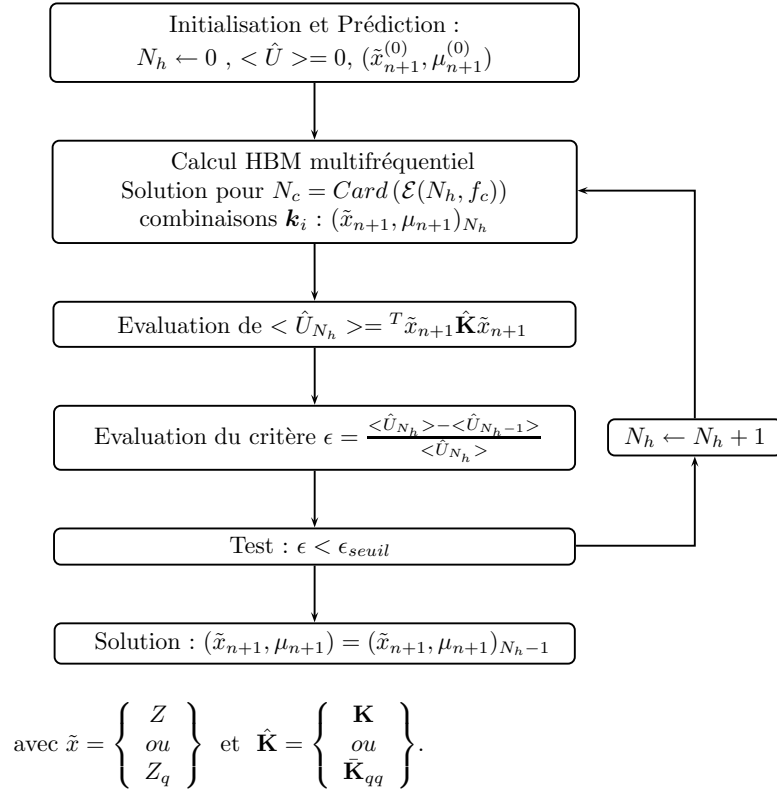 Initialisation et Prédiction :
N_h ← 0 , < Û >= 0, (x̃_{n+1}^{(0)}, μ_{n+1}^{(0)})
Calcul HBM multifréquentiel
Solution pour N_c = Card (ℰ(N_h, f_c))
combinaisons k_i : (x̃_{n+1}, μ_{n+1})_{N_h}
Evaluation de < Û_{N_h} >= ^T x̃_{n+1} K̂ x̃_{n+1}
Evaluation du critère ϵ = \frac{<Û_{N_h}>−<Û_{N_h−1}>}{<Û_{N_h}>}
N_h ← N_h + 1
Test : ϵ < ϵ_{seuil}
Solution : (x̃_{n+1}, μ_{n+1}) = (x̃_{n+1}, μ_{n+1})_{N_h−1}
avec x̃ = { Z ou Z_q } et K̂ = { K ou K̄_{qq} }.